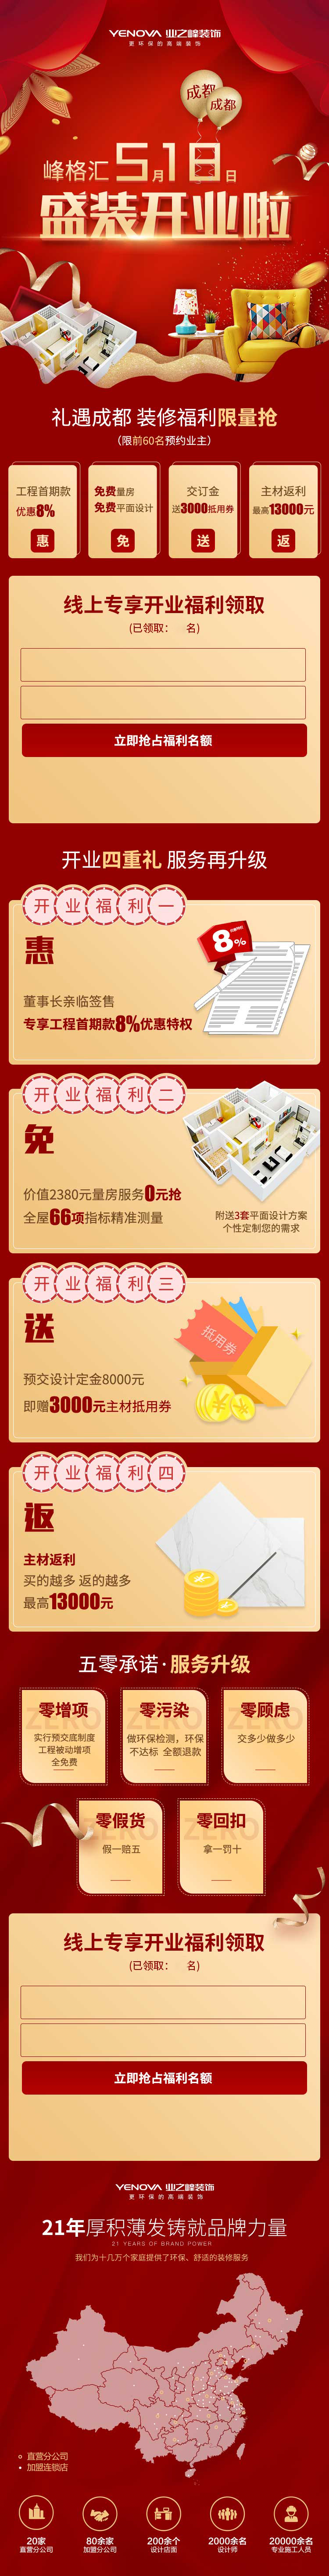 YENOVA 业之峰装饰
更环保的高端装饰
成都
成都
峰格汇 5月18日
盛装开业啦
礼遇成都 装修福利限量抢
(限前60名预约业主)
工程首期款
优惠8%
惠
免费量房
免费平面设计
免
交订金
送3000抵用券
送
主材返利
最高13000元
返
线上专享开业福利领取
(已领取： 名)
立即抢占福利名额
开业四重礼 服务再升级
开业福利一
惠
8%
董事长亲临签售
专享工程首期款8%优惠特权
开业福利二
免
价值2380元量房服务0元抢
全屋66项指标精准测量
附送3套平面设计方案
个性定制您的需求
开业福利三
送
抵用券
预交设计定金8000元
即赠3000元主材抵用券
开业福利四
返
主材返利
买的越多 返的越多
最高13000元
五零承诺·服务升级
ZERO
零增项
实行预交底制度
工程被动增项
全免费
ZERO
零污染
做环保检测，环保
不达标 全额退款
ZERO
零顾虑
交多少做多少
ZERO
零假货
假一赔五
ZERO
零回扣
拿一罚十
线上专享开业福利领取
(已领取： 名)
立即抢占福利名额
YENOVA 业之峰装饰
更环保的高端装饰
21年厚积薄发铸就品牌力量
21 YEARS OF BRAND POWER
我们为十几万个家庭提供了环保、舒适的装修服务
直营分公司
加盟连锁店
20家
直营分公司
80余家
加盟分公司
200余个
设计店面
2000余名
设计师
20000余名
专业施工人员